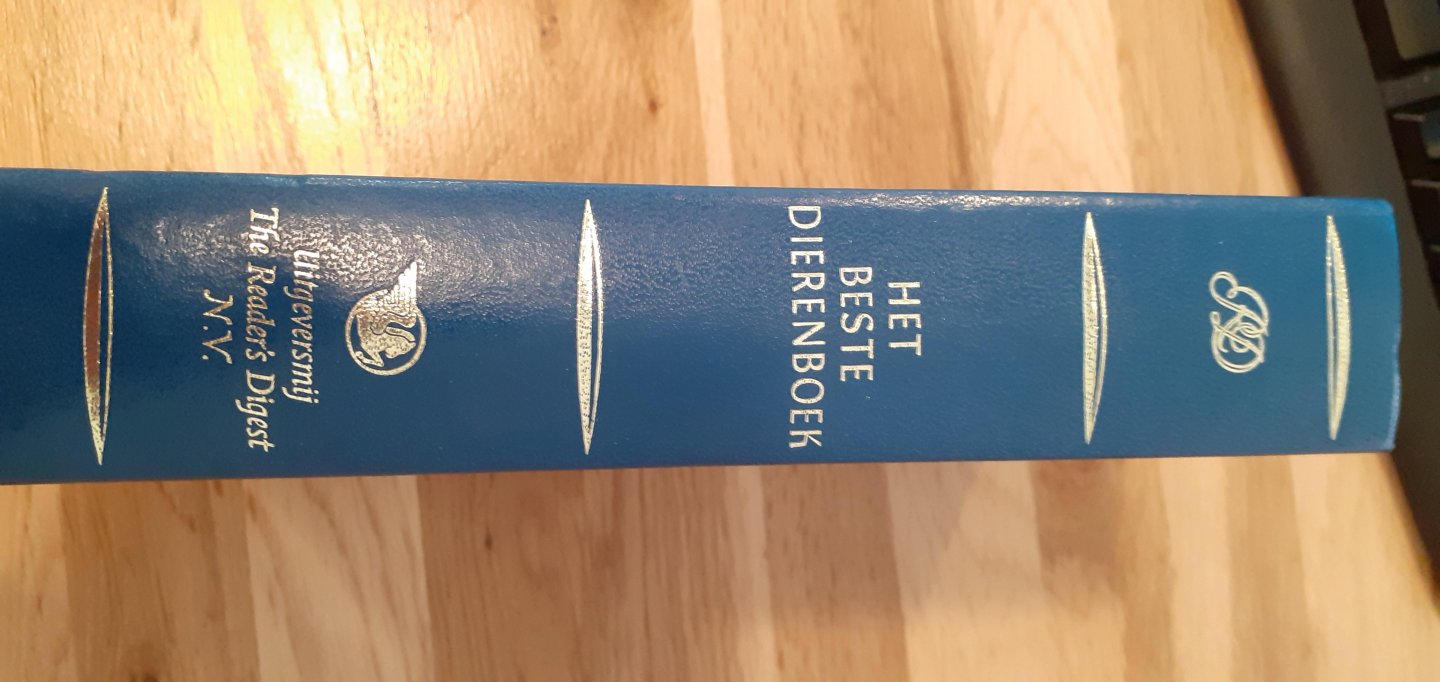 HET
BESTE
DIERENBOEK
Uitgeversmij
The Reader's Digest
N.V.